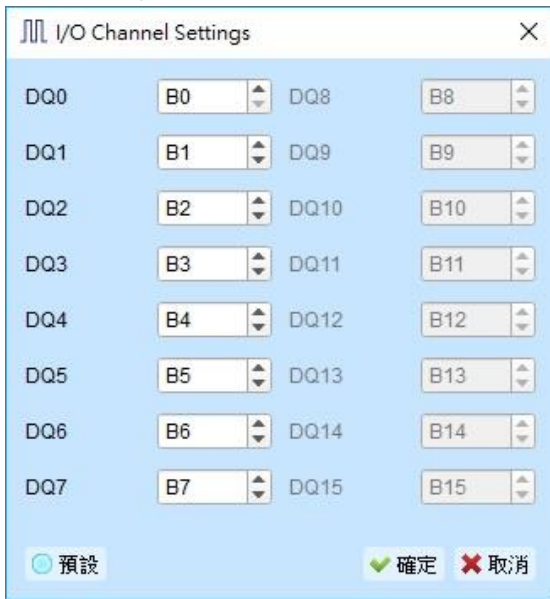 I/O Channel Settings
DQ0 B0 DQ8 B8
DQ1 B1 DQ9 B9
DQ2 B2 DQ10 B10
DQ3 B3 DQ11 B11
DQ4 B4 DQ12 B12
DQ5 B5 DQ13 B13
DQ6 B6 DQ14 B14
DQ7 B7 DQ15 B15
預設 確定 取消